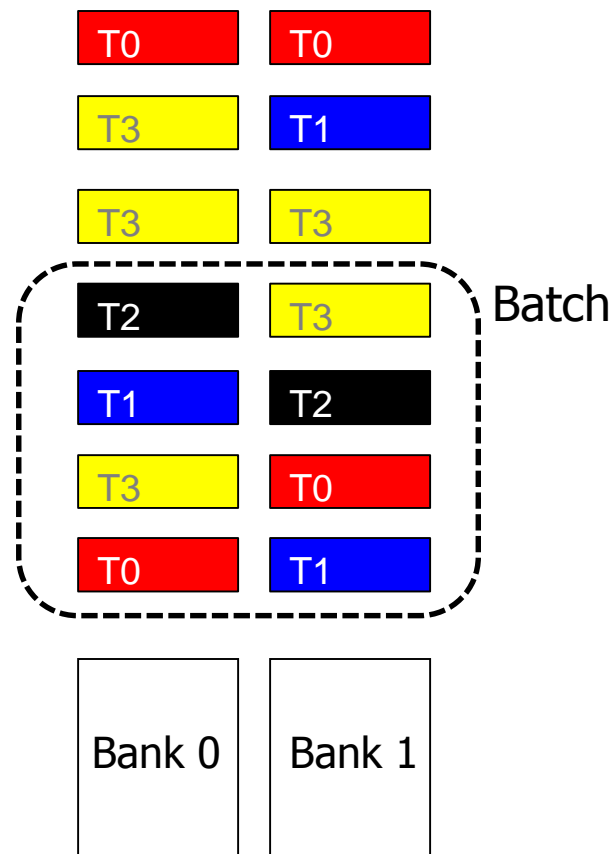 T0 T0
T3 T1
T3 T3
T2 T3 Batch
T1 T2
T3 T0
T0 T1
Bank 0 Bank 1